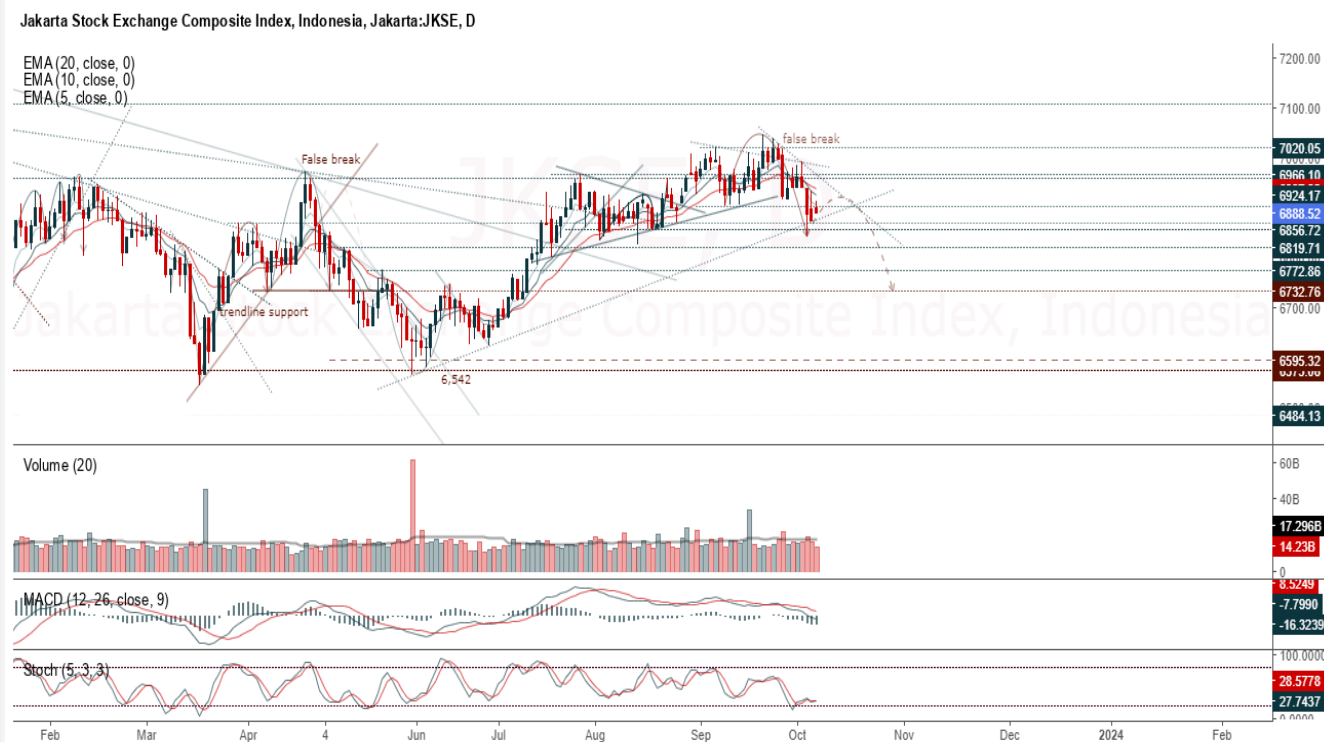 Jakarta Stock Exchange Composite Index, Indonesia, Jakarta:JKSE, D
EMA (20, close, 0)
EMA (10, close, 0)
EMA (5, close, 0)
7200.00
7100.00
false break
7020.05
7000.00
False break
6966.10
6924.17
6888.52
6856.72
6819.71
6772.86
6732.76
trendline support
6700.00
Jakarta Stock Exchange Composite Index, Indonesia
6595.32
6,542
6484.13
Volume (20)
60B
40B
17.296B
14.23B
0
MACD (12, 26, close, 9)
8.5249
-7.7990
-16.3239
100.0000
Stoch (5, 3, 3)
28.5778
27.7437
0.0000
Feb Mar Apr 4 Jun Jul Aug Sep Oct Nov Dec 2024 Feb